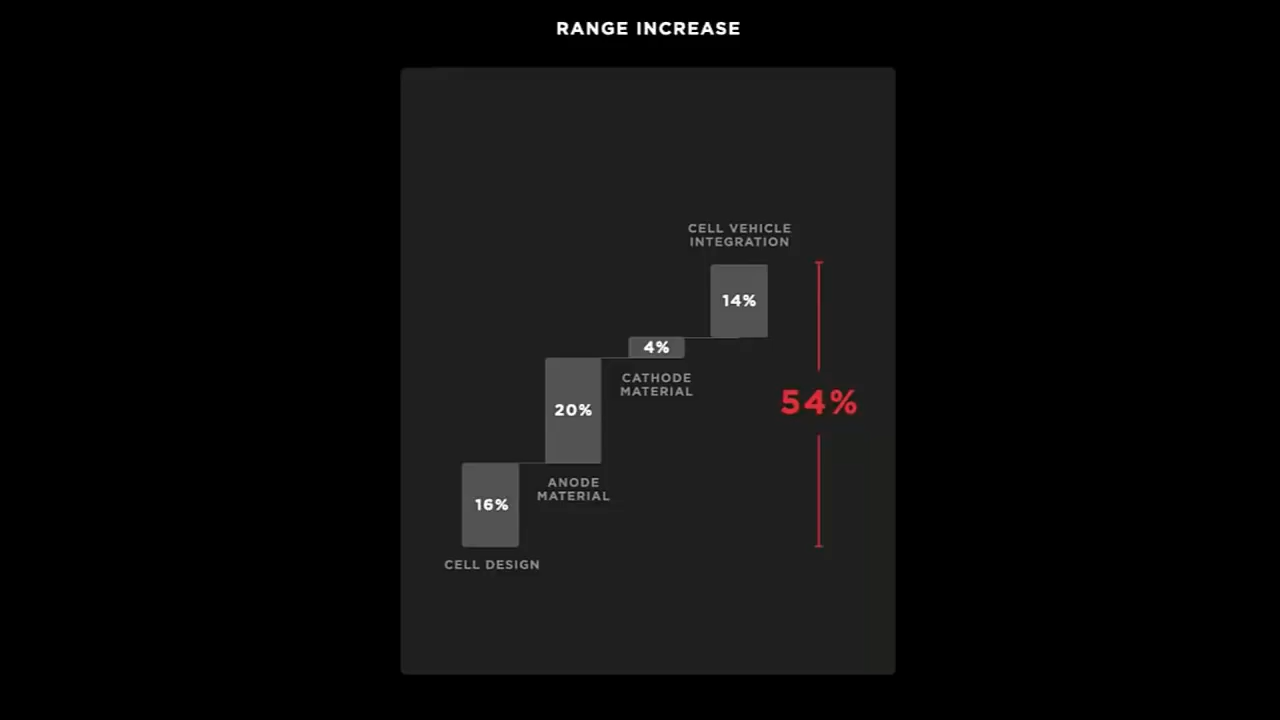 RANGE INCREASE
CELL VEHICLE
INTEGRATION
14%
4%
CATHODE
MATERIAL
20%
54%
ANODE
MATERIAL
16%
CELL DESIGN